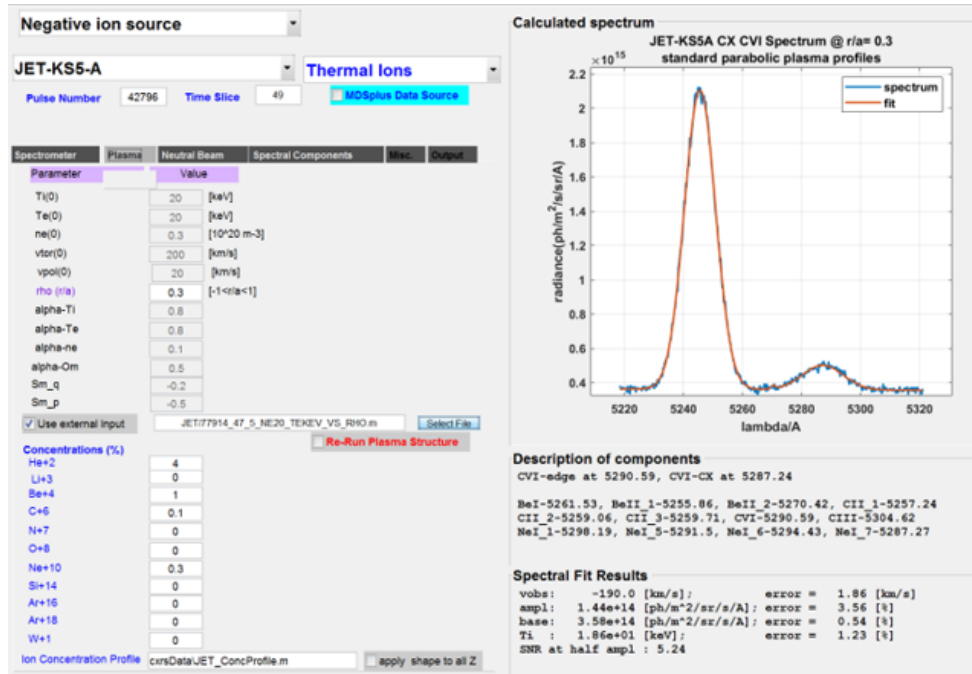 Negative ion source
JET-KS5-A
Thermal Ions
Pulse Number 42796 Time Slice 49 MDSplus Data Source
Spectrometer Plasma Neutral Beam Spectral Components Misc. Output
Parameter Value
Ti(0) 20 [keV]
Te(0) 20 [keV]
ne(0) 0.3 [10^20 m-3]
vtor(0) 200 [km/s]
vpol(0) 20 [km/s]
rho (r/a) 0.3 [-1<r/a<1]
alpha-Ti 0.8
alpha-Te 0.8
alpha-ne 0.1
alpha-Om 0.5
Sm_q -0.2
Sm_p -0.5
Use external Input JET/77914_47_5_NE20_TEKEV_VS_RHO.m Select File
Re-Run Plasma Structure
Concentrations (%)
He+2 4
Li+3 0
Be+4 1
C+6 0.1
N+7 0
O+8 0
Ne+10 0.3
Si+14 0
Ar+16 0
Ar+18 0
W+1 0
Ion Concentration Profile cxrsData\JET_ConcProfile.m apply shape to all Z
Calculated spectrum
JET-KS5A CX CVI Spectrum @ r/a= 0.3
standard parabolic plasma profiles
×10^15
2.2
2
1.8
1.6
1.4
1.2
1
0.8
0.6
0.4
radiance(ph/m^2/s/sr/A)
spectrum
fit
5220 5240 5260 5280 5300 5320
lambda/A
Description of components
CVI-edge at 5290.59, CVI-CX at 5287.24
BeI-5261.53, BeII_1-5255.86, BeII_2-5270.42, CII_1-5257.24
CII_2-5259.06, CII_3-5259.71, CVI-5290.59, CIII-5304.62
NeI_1-5298.19, NeI_5-5291.5, NeI_6-5294.43, NeI_7-5287.27
Spectral Fit Results
vobs: -190.0 [km/s]; error = 1.86 [km/s]
ampl: 1.44e+14 [ph/m^2/sr/s/A]; error = 3.56 [%]
base: 3.58e+14 [ph/m^2/sr/s/A]; error = 0.54 [%]
Ti : 1.86e+01 [keV]; error = 1.23 [%]
SNR at half ampl : 5.24